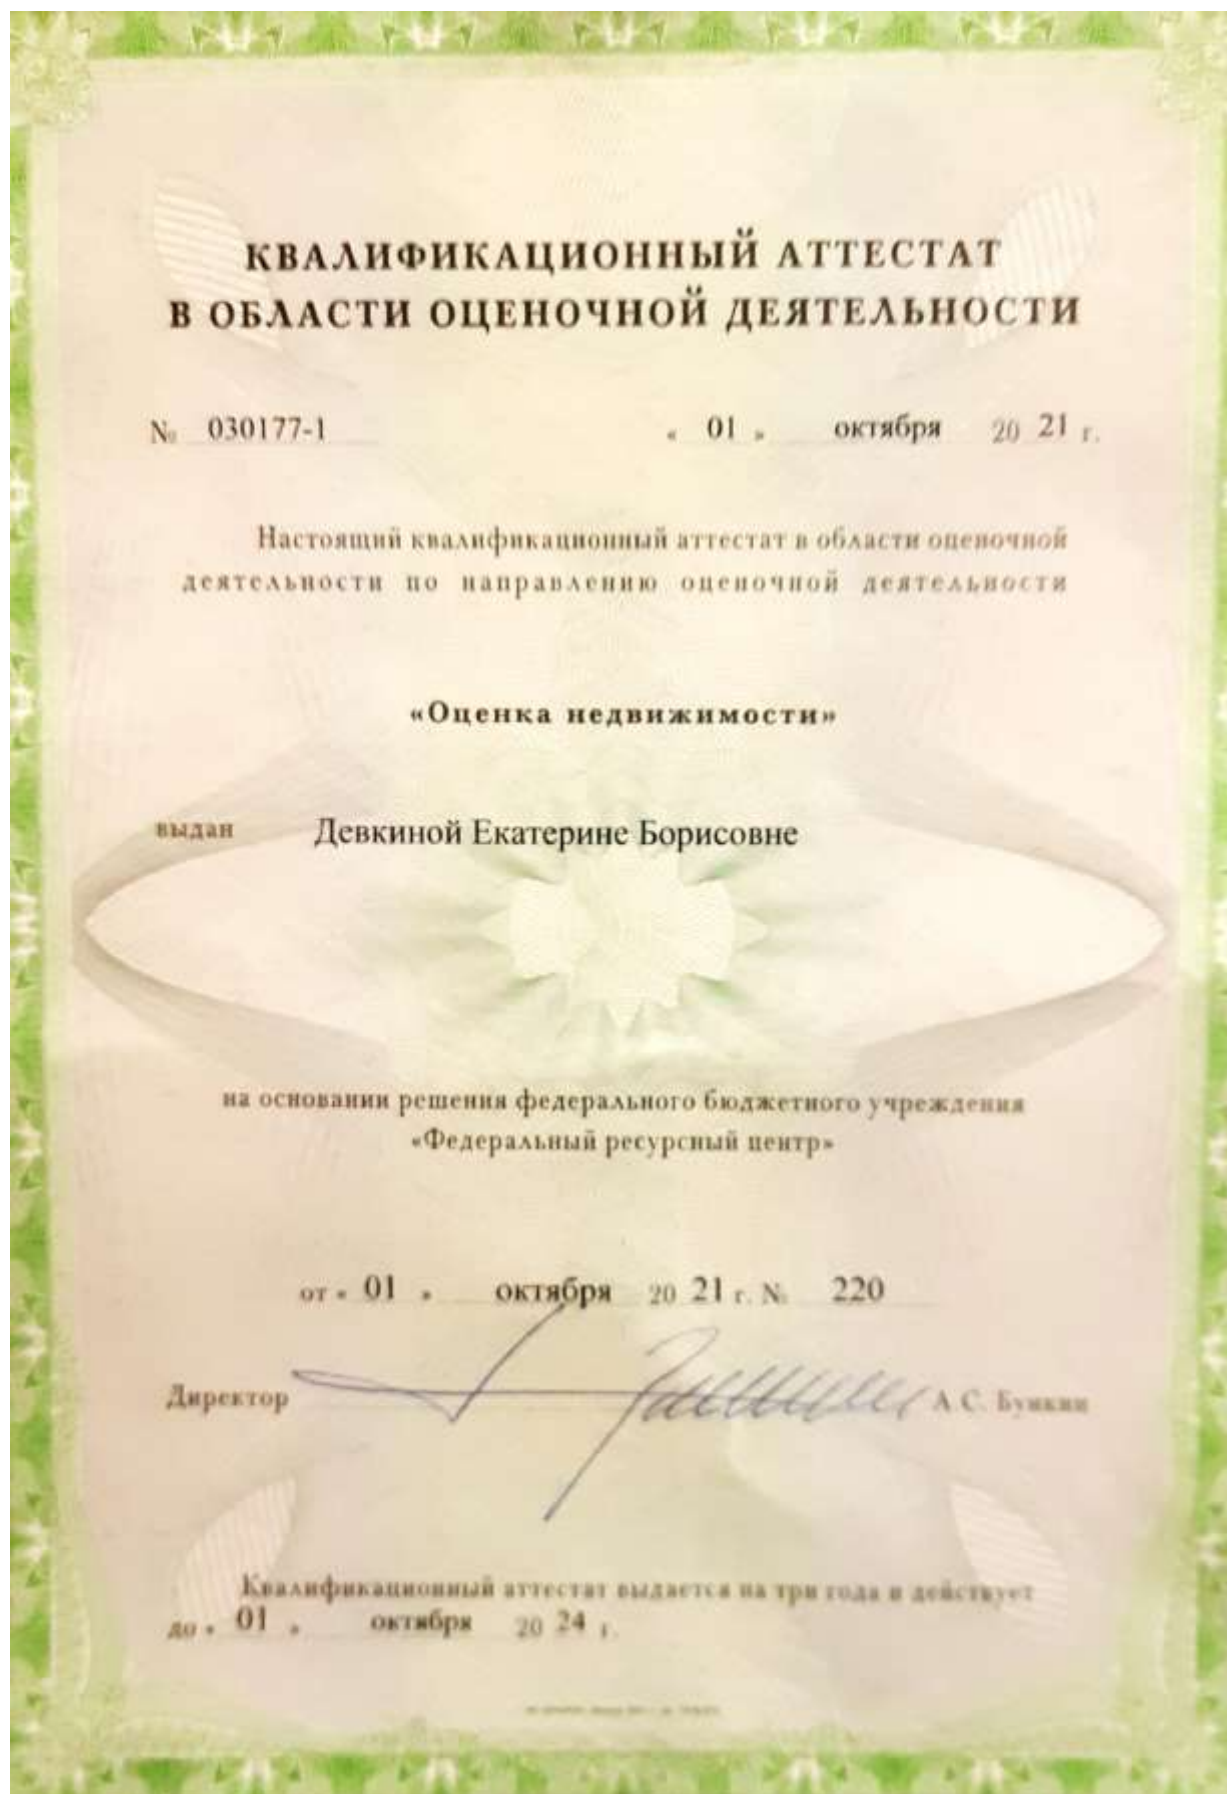 КВАЛИФИКАЦИОННЫЙ АТТЕСТАТ
В ОБЛАСТИ ОЦЕНОЧНОЙ ДЕЯТЕЛЬНОСТИ
№ 030177-1 « 01 » октября 20 21 г.
Настоящий квалификационный аттестат в области оценочной
деятельности по направлению оценочной деятельности
«Оценка недвижимости»
выдан Девкиной Екатерине Борисовне
на основании решения федерального бюджетного учреждения
«Федеральный ресурсный центр»
от « 01 » октября 20 21 г. № 220
Директор А.С. Бункин
Квалификационный аттестат выдается на три года и действует
до « 01 » октября 20 24 г.